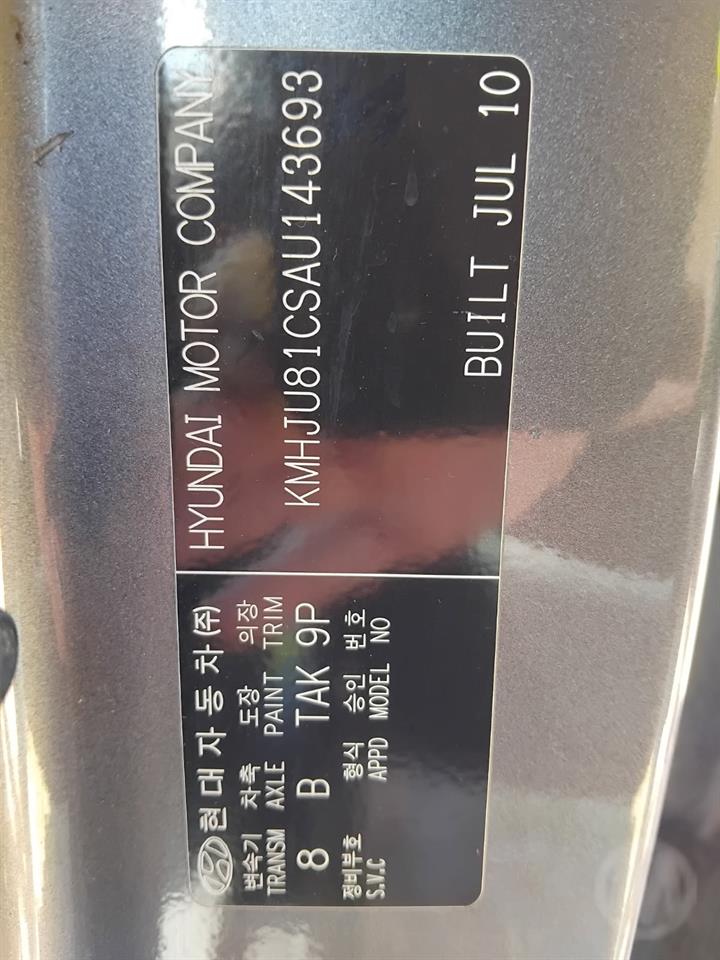 현대자동차(주) HYUNDAI MOTOR COMPANY
변속기 차축 도장 의장
TRANSM AXLE PAINT TRIM
8 B TAK 9P
KMHJU81CSAU143693
정비부호 형식 승인 번호
S.V.C APPD MODEL NO
BUILT JUL 10